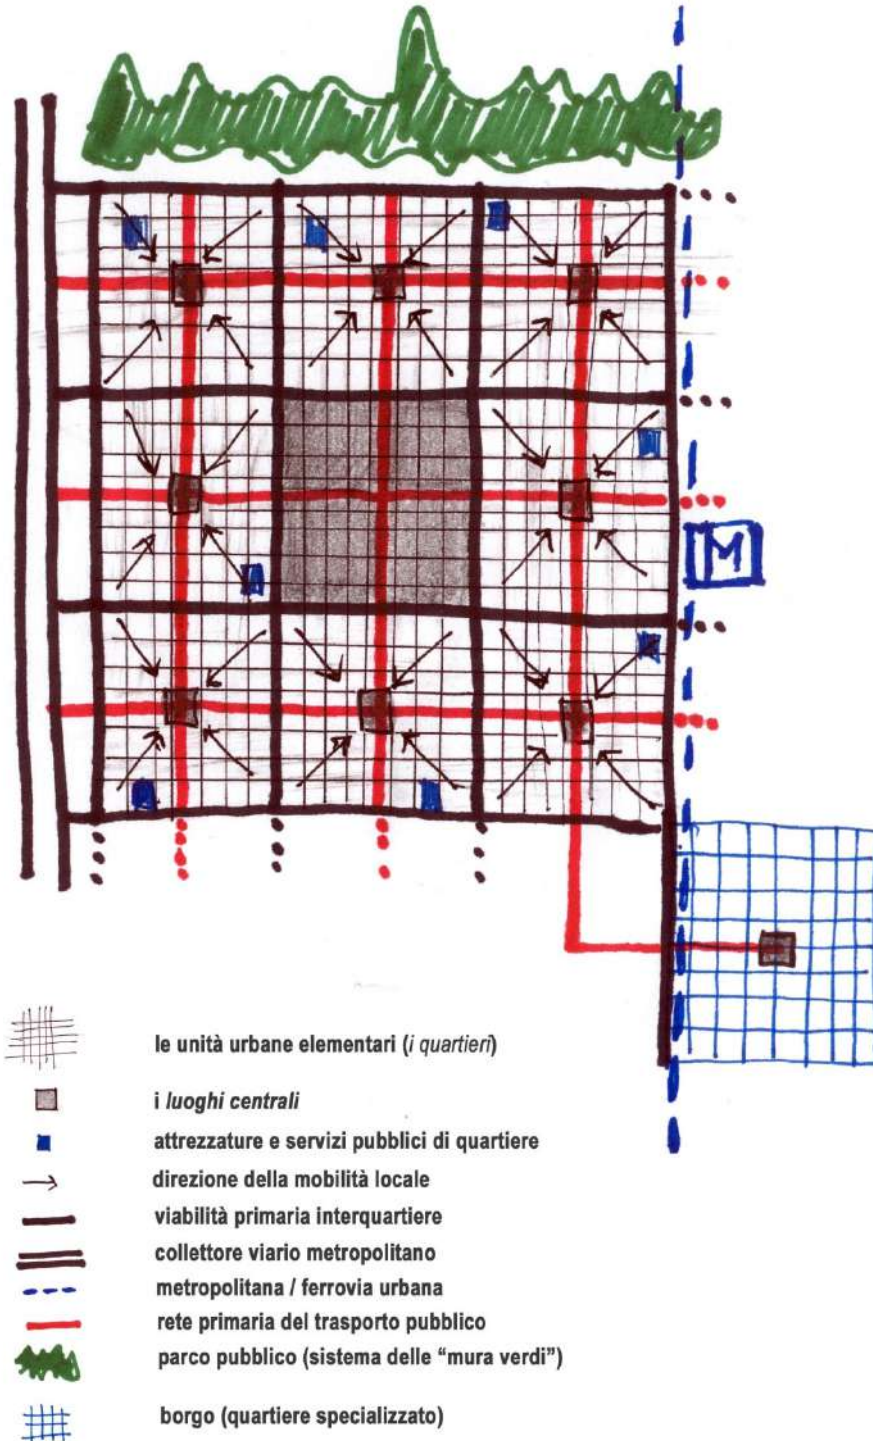 M
le unità urbane elementari (i quartieri)
i luoghi centrali
attrezzature e servizi pubblici di quartiere
direzione della mobilità locale
viabilità primaria interquartiere
collettore viario metropolitano
metropolitana / ferrovia urbana
rete primaria del trasporto pubblico
parco pubblico (sistema delle “mura verdi”)
borgo (quartiere specializzato)